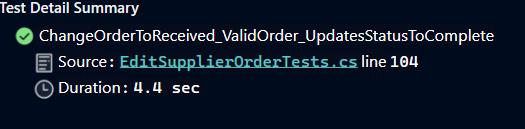 Test Detail Summary
ChangeOrderToReceived_ValidOrder_UpdatesStatusToComplete
Source: EditSupplierOrderTests.cs line 104
Duration: 4.4 sec